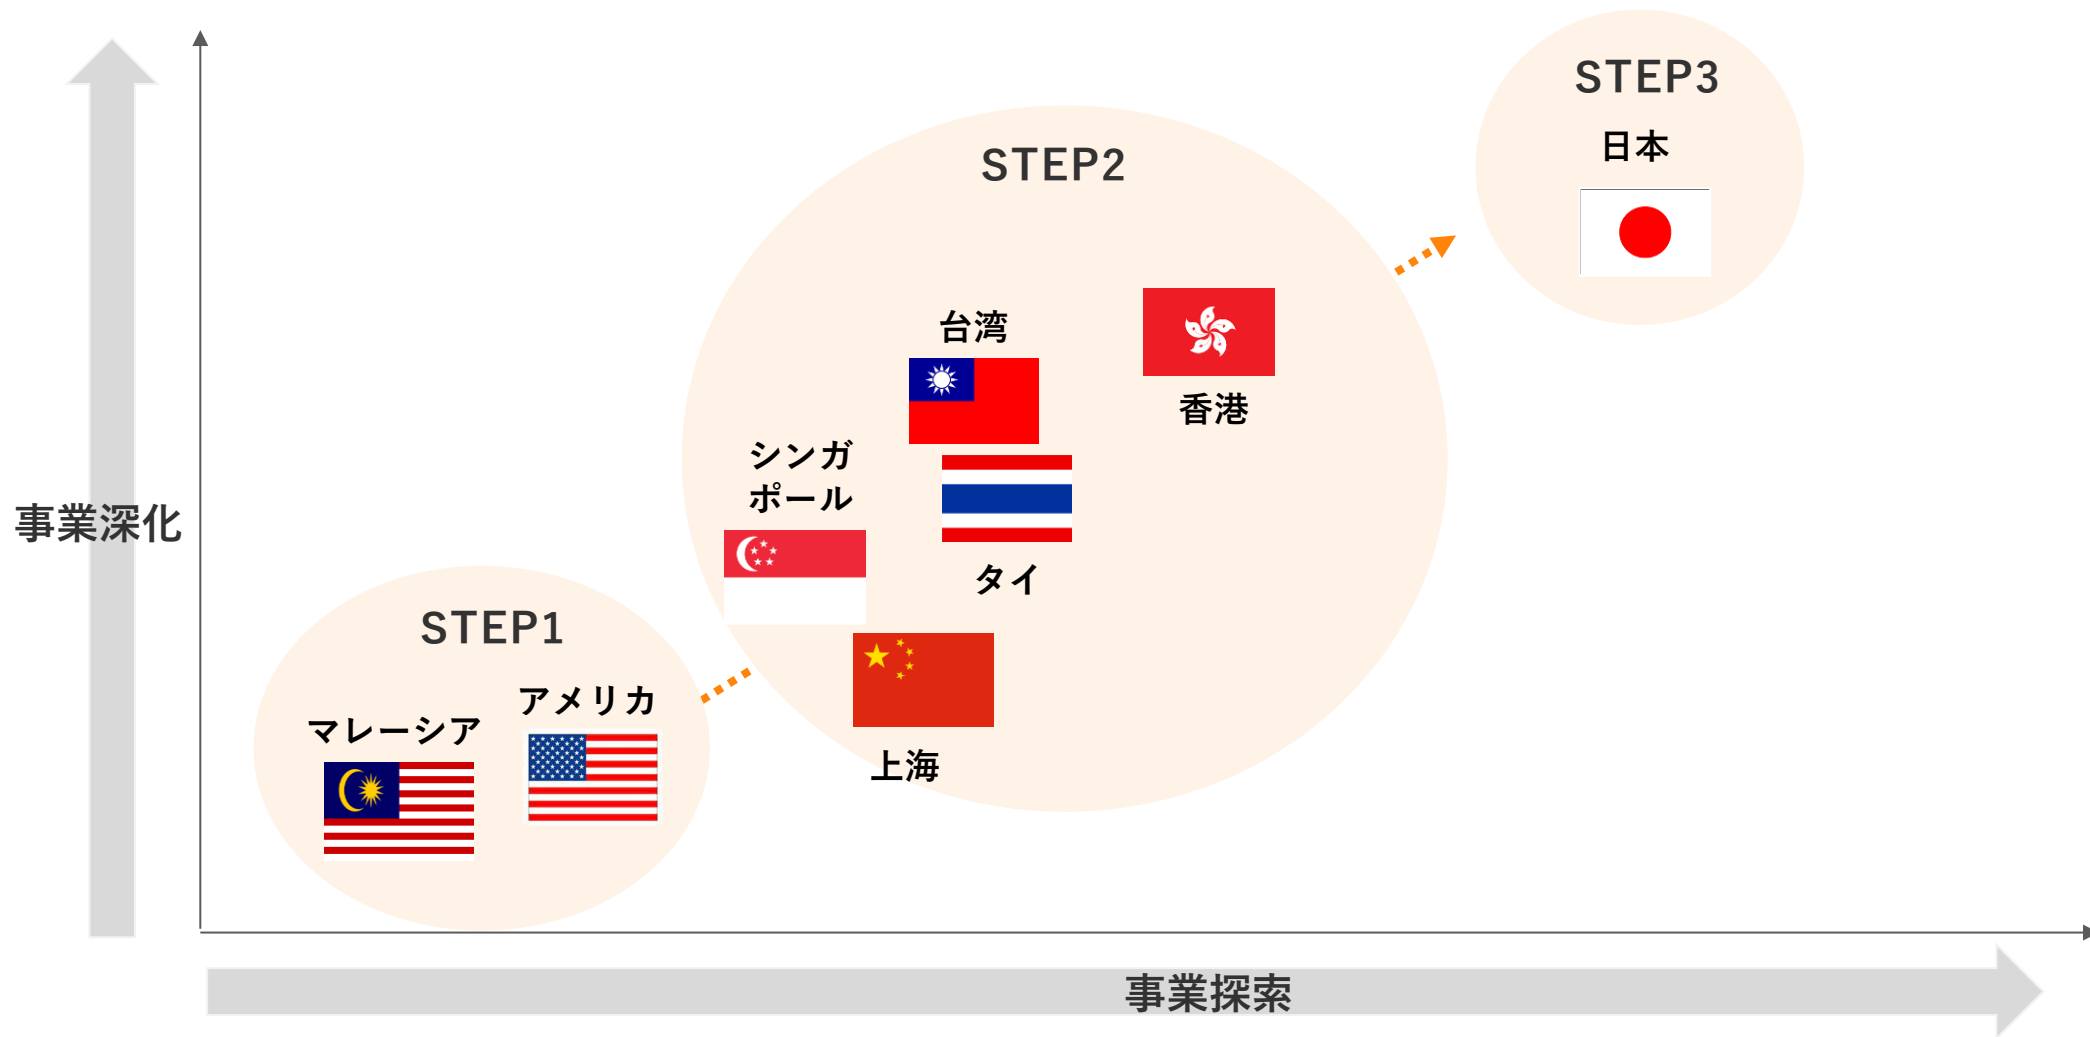 STEP3
日本
STEP2
台湾
香港
シンガ
ポール
タイ
事業深化
STEP1
アメリカ
マレーシア
上海
事業探索